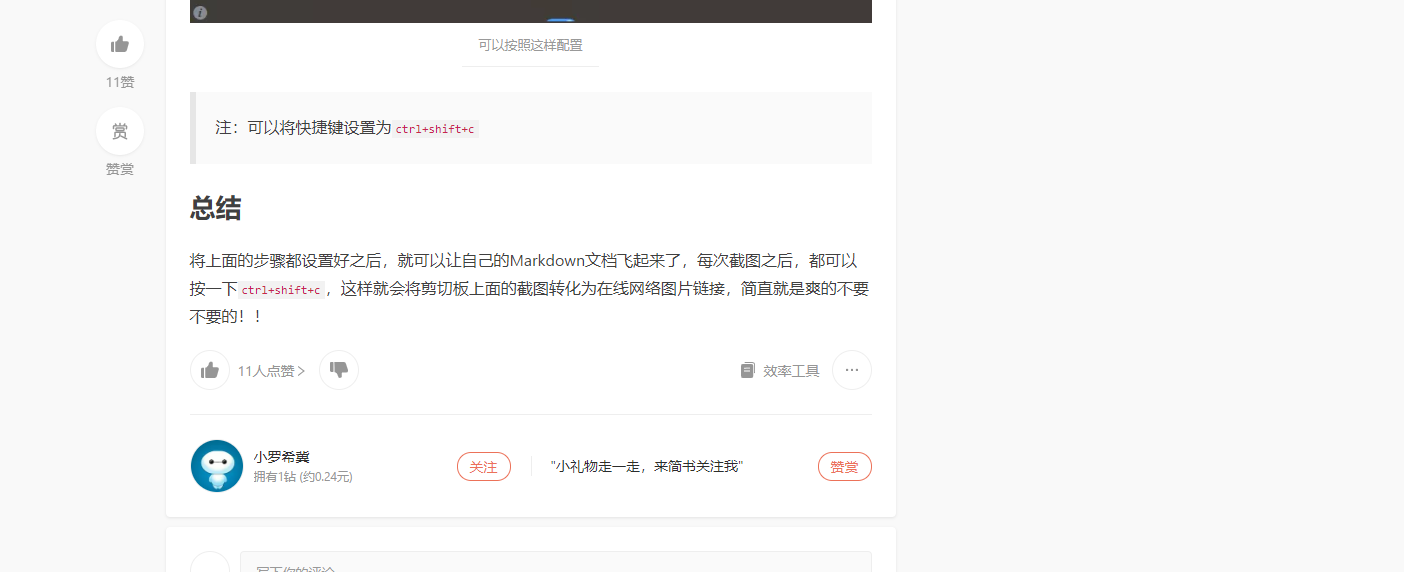 可以按照这样配置
11赞
注：可以将快捷键设置为 ctrl+shift+c
赏
赞赏
总结
将上面的步骤都设置好之后，就可以让自己的Markdown文档飞起来了，每次截图之后，都可以
按一下 ctrl+shift+c ，这样就会将剪切板上面的截图转化为在线网络图片链接，简直就是爽的不要
不要的！！
11人点赞 >
效率工具
小罗希冀
拥有1钻 (约0.24元)
关注
"小礼物走一走，来简书关注我"
赞赏
写下你的评论